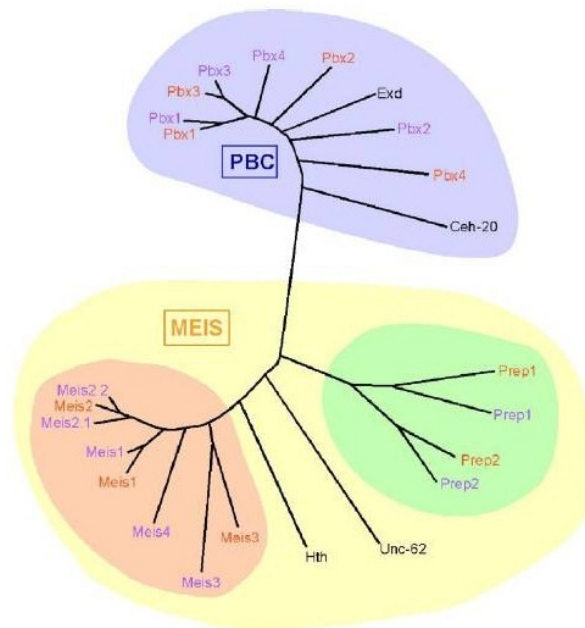 Pbx4
Pbx2
Pbx3
Pbx3
Exd
Pbx1
Pbx1
Pbx2
PBC
Pbx4
Ceh-20
MEIS
Prep1
Meis2.2
Meis2
Meis2.1
Prep1
Meis1
Prep2
Meis1
Prep2
Meis4
Meis3
Unc-62
Hth
Meis3